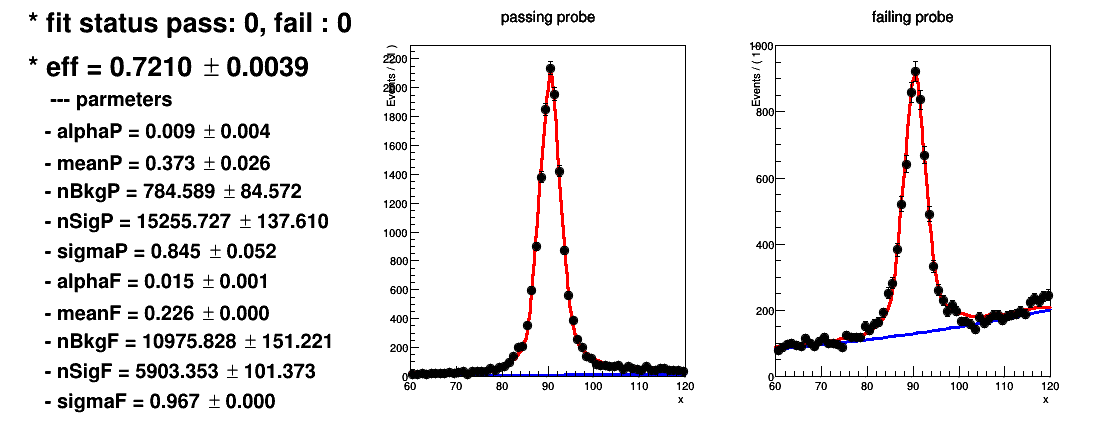 * fit status pass: 0, fail : 0
* eff = 0.7210 ± 0.0039
--- parmeters
- alphaP = 0.009 ± 0.004
- meanP = 0.373 ± 0.026
- nBkgP = 784.589 ± 84.572
- nSigP = 15255.727 ± 137.610
- sigmaP = 0.845 ± 0.052
- alphaF = 0.015 ± 0.001
- meanF = 0.226 ± 0.000
- nBkgF = 10975.828 ± 151.221
- nSigF = 5903.353 ± 101.373
- sigmaF = 0.967 ± 0.000
passing probe
Events / ( )
2200
2000
1800
1600
1400
1200
1000
800
600
400
200
0
60 70 80 90 100 110 120
x
failing probe
Events / ( 1
1000
800
600
400
200
0
60 70 80 90 100 110 120
x